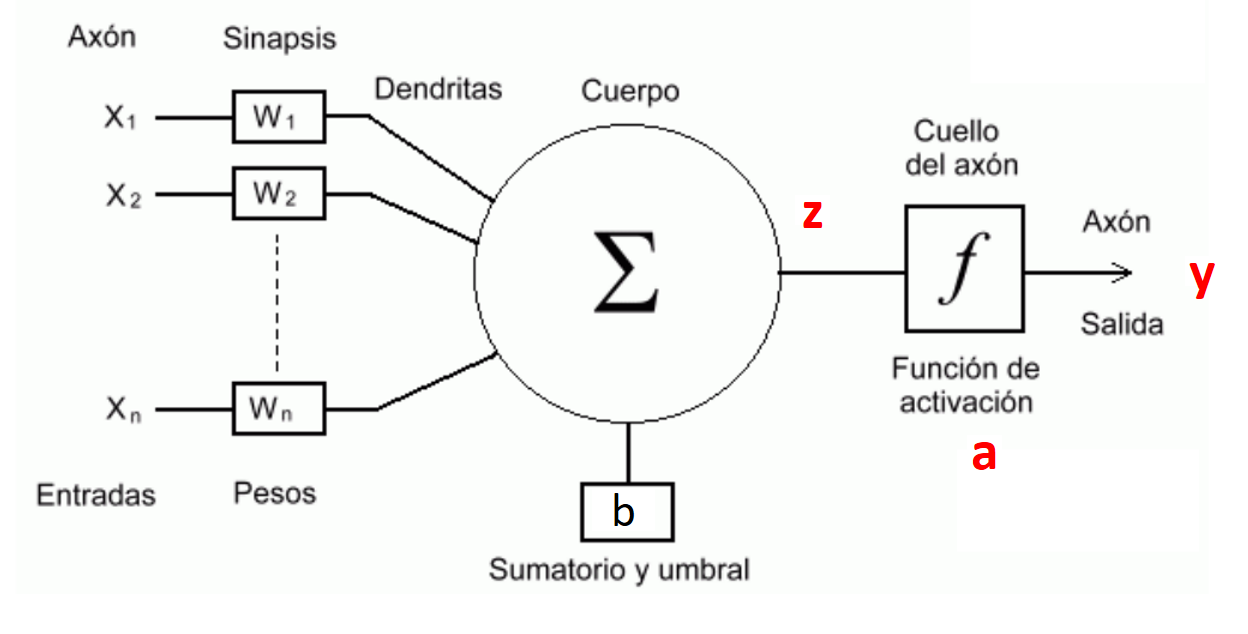 Axón
Sinapsis
Dendritas
Cuerpo
X1
W1
X2
W2
Cuello
del axón
z
Σ
f
Axón
y
Salida
Función de
activación
a
Xn
Wn
Entradas
Pesos
b
Sumatorio y umbral